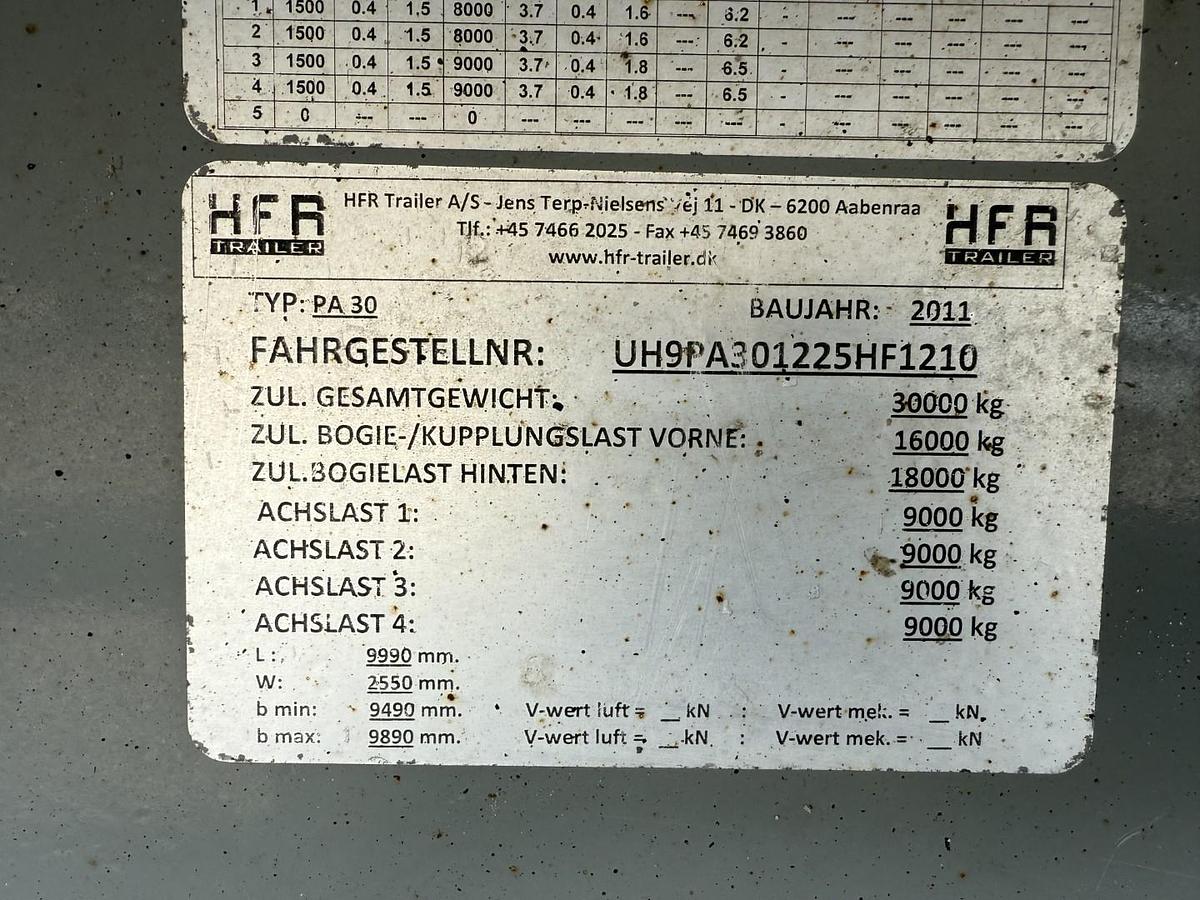 1 1500 0.4 1.5 8000 3.7 0.4 1.6 --- 6.2 - --- --- --- --- ---
2 1500 0.4 1.5 8000 3.7 0.4 1.6 --- 6.2 - --- --- --- --- ---
3 1500 0.4 1.5 9000 3.7 0.4 1.8 --- 6.5 - --- --- --- --- ---
4 1500 0.4 1.5 9000 3.7 0.4 1.8 --- 6.5 - --- --- --- --- ---
5 0 --- --- 0 --- --- --- --- --- - --- --- --- --- ---
HFR TRAILER
HFR Trailer A/S - Jens Terp-Nielsens Vej 11 - DK – 6200 Aabenraa
Tlf.: +45 7466 2025 - Fax +45 7469 3860
www.hfr-trailer.dk
HFR TRAILER
TYP: PA 30 BAUJAHR: 2011
FAHRGESTELLNR: UH9PA301225HF1210
ZUL. GESAMTGEWICHT: 30000 kg
ZUL. BOGIE-/KUPPLUNGSLAST VORNE: 16000 kg
ZUL.BOGIELAST HINTEN: 18000 kg
ACHSLAST 1: 9000 kg
ACHSLAST 2: 9000 kg
ACHSLAST 3: 9000 kg
ACHSLAST 4: 9000 kg
L: 9990 mm.
W: 2550 mm.
b min: 9490 mm. V-wert luft = __ kN : V-wert mek. = __ kN.
b max: 9890 mm. V-wert luft = __ kN. : V-wert mek. = __ kN